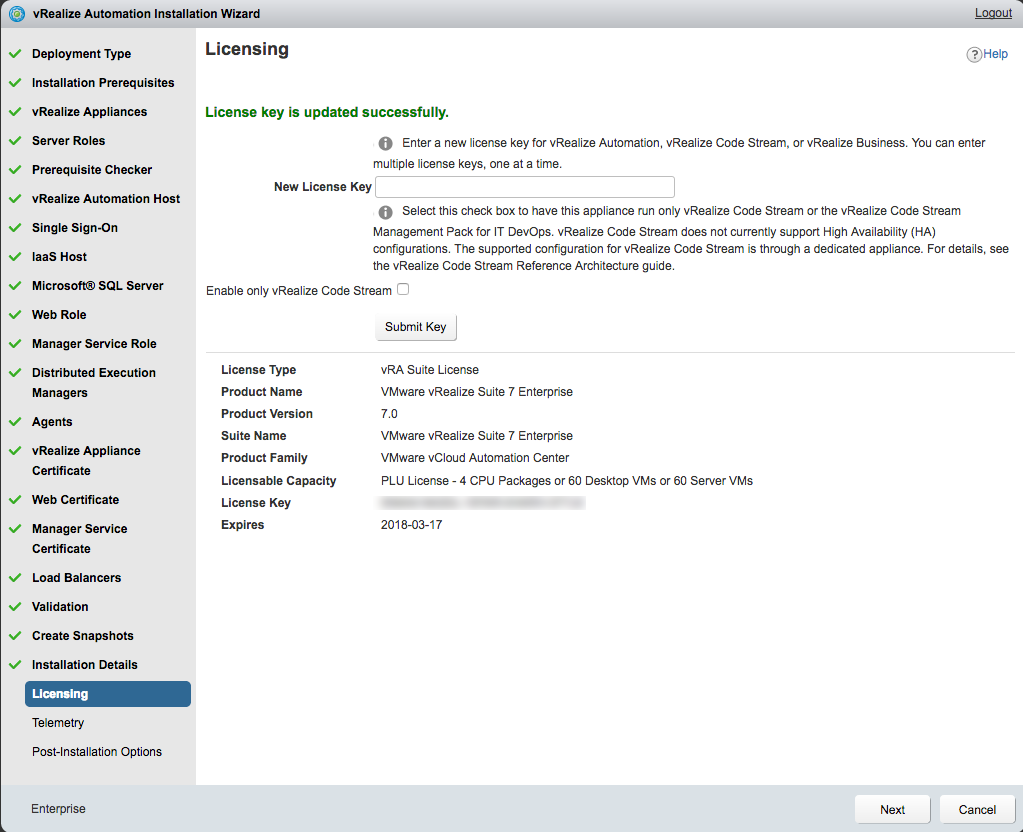 vRealize Automation Installation Wizard
Logout
Deployment Type
Installation Prerequisites
vRealize Appliances
Server Roles
Prerequisite Checker
vRealize Automation Host
Single Sign-On
IaaS Host
Microsoft® SQL Server
Web Role
Manager Service Role
Distributed Execution
Managers
Agents
vRealize Appliance
Certificate
Web Certificate
Manager Service
Certificate
Load Balancers
Validation
Create Snapshots
Installation Details
Licensing
Telemetry
Post-Installation Options
Licensing
? Help
License key is updated successfully.
Enter a new license key for vRealize Automation, vRealize Code Stream, or vRealize Business. You can enter
multiple license keys, one at a time.
New License Key
Select this check box to have this appliance run only vRealize Code Stream or the vRealize Code Stream
Management Pack for IT DevOps. vRealize Code Stream does not currently support High Availability (HA)
configurations. The supported configuration for vRealize Code Stream is through a dedicated appliance. For details, see
the vRealize Code Stream Reference Architecture guide.
Enable only vRealize Code Stream
Submit Key
License Type vRA Suite License
Product Name VMware vRealize Suite 7 Enterprise
Product Version 7.0
Suite Name VMware vRealize Suite 7 Enterprise
Product Family VMware vCloud Automation Center
Licensable Capacity PLU License - 4 CPU Packages or 60 Desktop VMs or 60 Server VMs
License Key
Expires 2018-03-17
Enterprise
Next
Cancel